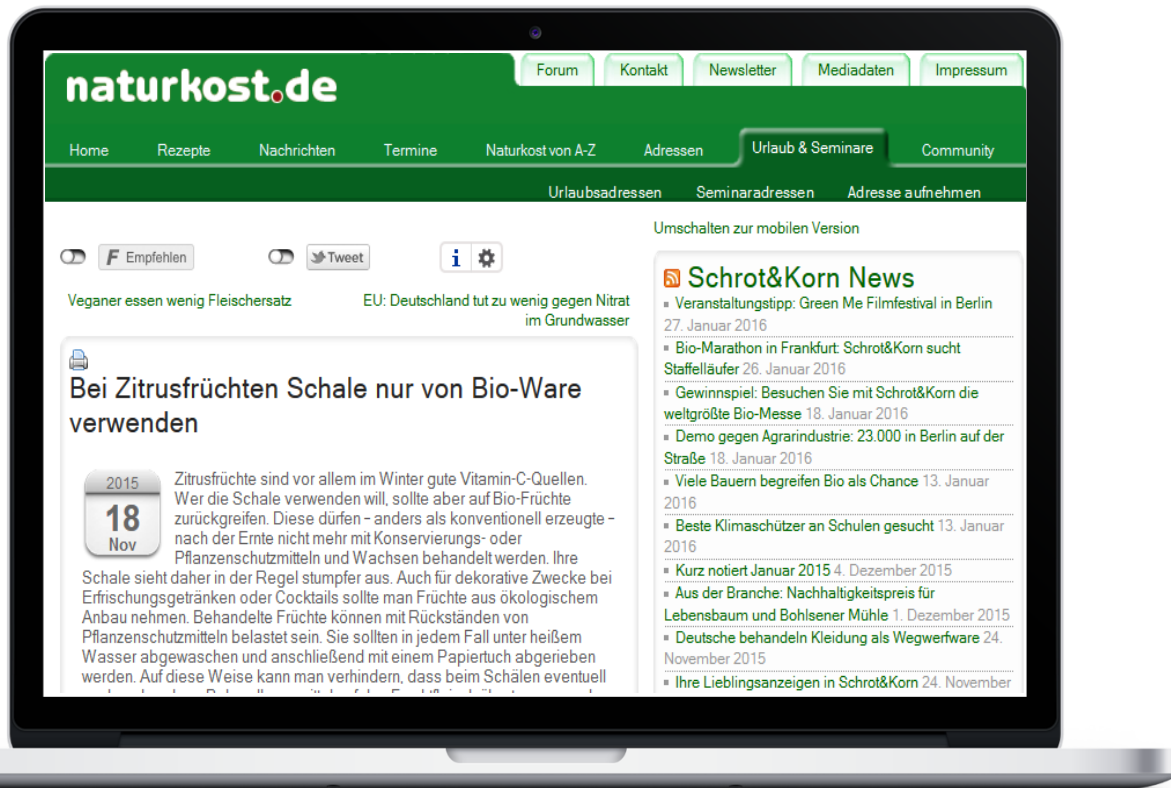 naturkost.de
Forum
Kontakt
Newsletter
Mediadaten
Impressum
Home
Rezepte
Nachrichten
Termine
Naturkost von A-Z
Adressen
Urlaub & Seminare
Community
Urlaubsadressen
Seminaradressen
Adresse aufnehmen
F Empfehlen
Tweet
i
Veganer essen wenig Fleischersatz
EU: Deutschland tut zu wenig gegen Nitrat
im Grundwasser
Bei Zitrusfrüchten Schale nur von Bio-Ware
verwenden
2015
18
Nov
Zitrusfrüchte sind vor allem im Winter gute Vitamin-C-Quellen.
Wer die Schale verwenden will, sollte aber auf Bio-Früchte
zurückgreifen. Diese dürfen – anders als konventionell erzeugte –
nach der Ernte nicht mehr mit Konservierungs- oder
Pflanzenschutzmitteln und Wachsen behandelt werden. Ihre
Schale sieht daher in der Regel stumpfer aus. Auch für dekorative Zwecke bei
Erfrischungsgetränken oder Cocktails sollte man Früchte aus ökologischem
Anbau nehmen. Behandelte Früchte können mit Rückständen von
Pflanzenschutzmitteln belastet sein. Sie sollten in jedem Fall unter heißem
Wasser abgewaschen und anschließend mit einem Papiertuch abgerieben
werden. Auf diese Weise kann man verhindern, dass beim Schälen eventuell
Umschalten zur mobilen Version
Schrot&Korn News
Veranstaltungstipp: Green Me Filmfestival in Berlin
27. Januar 2016
Bio-Marathon in Frankfurt: Schrot&Korn sucht
Staffelläufer 26. Januar 2016
Gewinnspiel: Besuchen Sie mit Schrot&Korn die
weltgrößte Bio-Messe 18. Januar 2016
Demo gegen Agrarindustrie: 23.000 in Berlin auf der
Straße 18. Januar 2016
Viele Bauern begreifen Bio als Chance 13. Januar
2016
Beste Klimaschützer an Schulen gesucht 13. Januar
2016
Kurz notiert Januar 2015 4. Dezember 2015
Aus der Branche: Nachhaltigkeitspreis für
Lebensbaum und Bohlsener Mühle 1. Dezember 2015
Deutsche behandeln Kleidung als Wegwerfware 24.
November 2015
Ihre Lieblingsanzeigen in Schrot&Korn 24. November